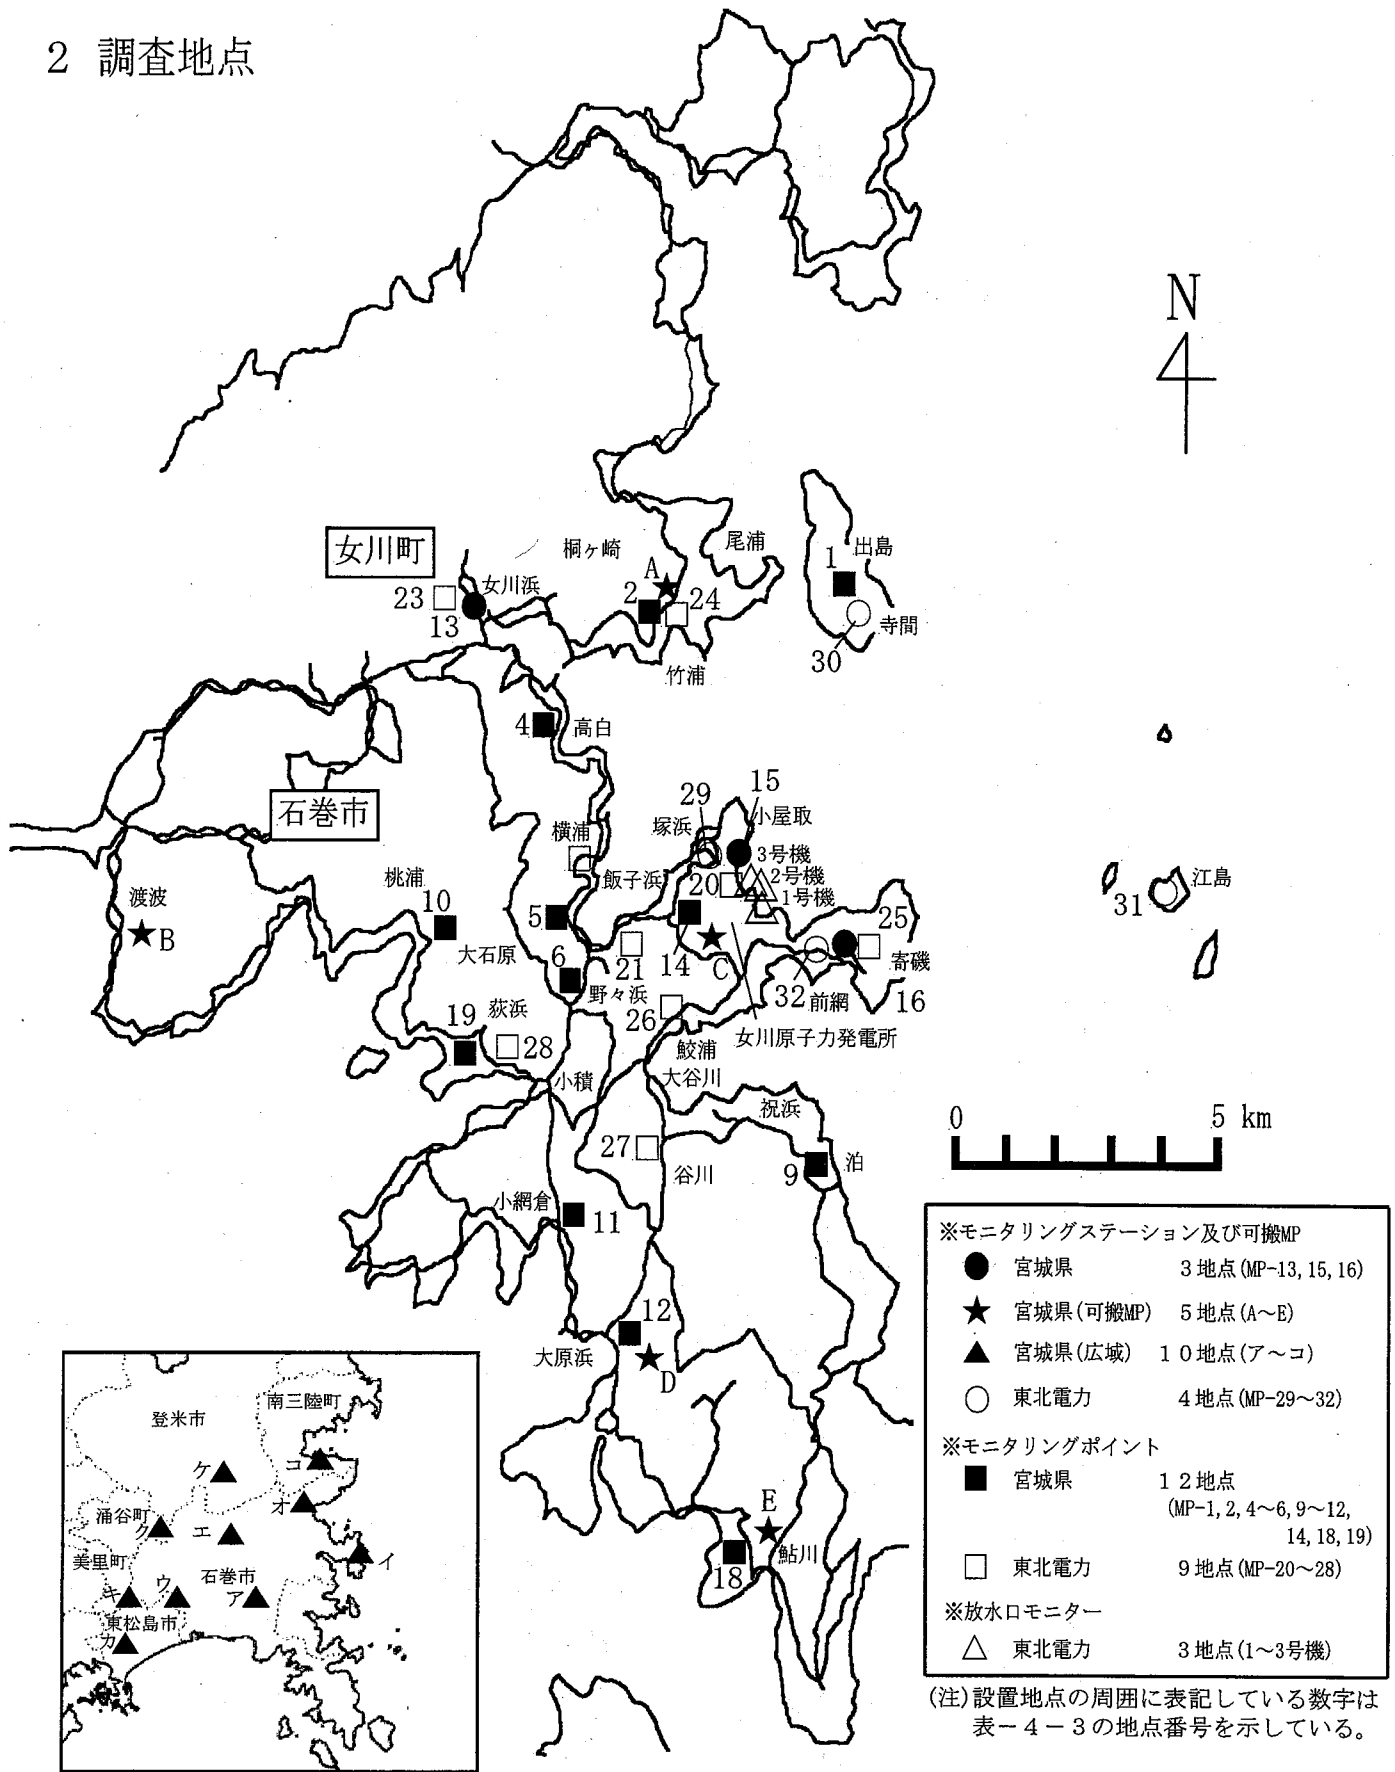 2 調査地点
N
女川町
23
13
女川浜
桐ヶ崎
A
2
24
尾浦
竹浦
1
出島
30
寺間
4
高白
石巻市
29
15
塚浜
小屋取
3号機
2号機
1号機
横浦
飯子浜
20
桃浦
10
渡波
B
大石原
5
6
21
14
C
25
寄磯
16
32
前網
31
江島
野々浜
26
19
荻浜
28
鮫浦
女川原子力発電所
小積
大谷川
祝浜
27
谷川
9
泊
小網倉
11
12
大原浜
D
E
18
鮎川
0
5 km
※モニタリングステーション及び可搬MP
宮城県 3地点(MP-13,15,16)
宮城県(可搬MP) 5地点(A~E)
宮城県(広域) 10地点(ア~コ)
東北電力 4地点(MP-29~32)
※モニタリングポイント
宮城県 12地点
(MP-1,2,4~6,9~12,
14,18,19)
東北電力 9地点(MP-20~28)
※放水口モニター
東北電力 3地点(1~3号機)
(注)設置地点の周囲に表記している数字は
表-4-3の地点番号を示している。
南三陸町
登米市
ケ
コ
オ
涌谷町
ク
エ
美里町
イ
石巻市
キ
ウ
ア
東松島市
カ